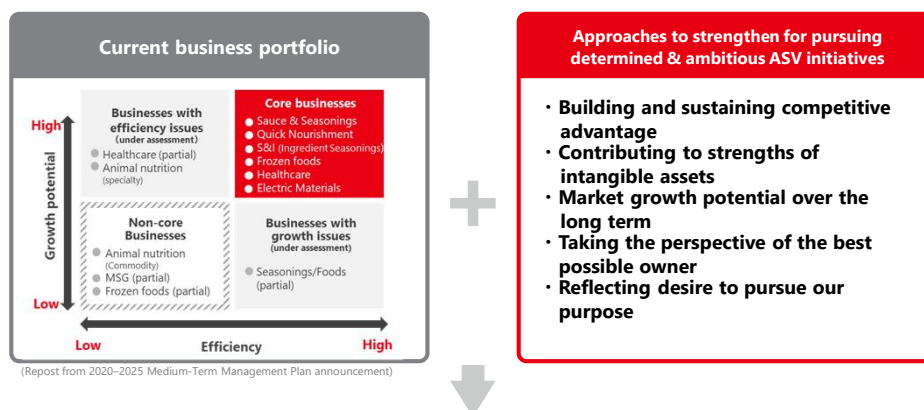 Current business portfolio
High
Growth potential
Low
Businesses with
efficiency issues
(under assessment)
Healthcare (partial)
Animal nutrition
(specialty)
Core businesses
Sauce & Seasonings
Quick Nourishment
S&I (Ingredient Seasonings)
Frozen foods
Healthcare
Electric Materials
Non-core
Businesses
Animal nutrition
(Commodity)
MSG (partial)
Frozen foods (partial)
Businesses with
growth issues
(under assessment)
Seasonings/Foods
(partial)
Low
Efficiency
High
(Repost from 2020–2025 Medium-Term Management Plan announcement)
Approaches to strengthen for pursuing
determined & ambitious ASV initiatives
・Building and sustaining competitive
advantage
・Contributing to strengths of
intangible assets
・Market growth potential over the
long term
・Taking the perspective of the best
possible owner
・Reflecting desire to pursue our
purpose